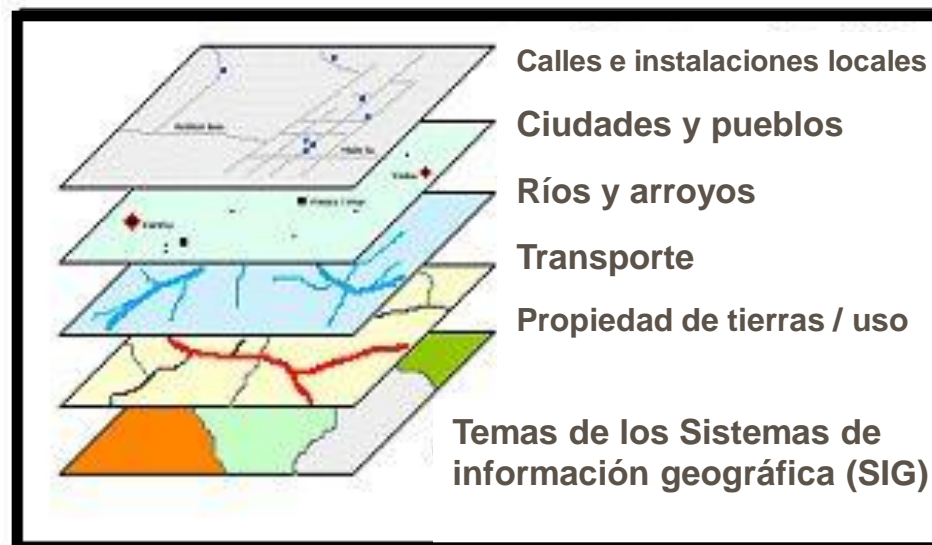 Calles e instalaciones locales
Ciudades y pueblos
Ríos y arroyos
Transporte
Propiedad de tierras / uso
Temas de los Sistemas de
información geográfica (SIG)